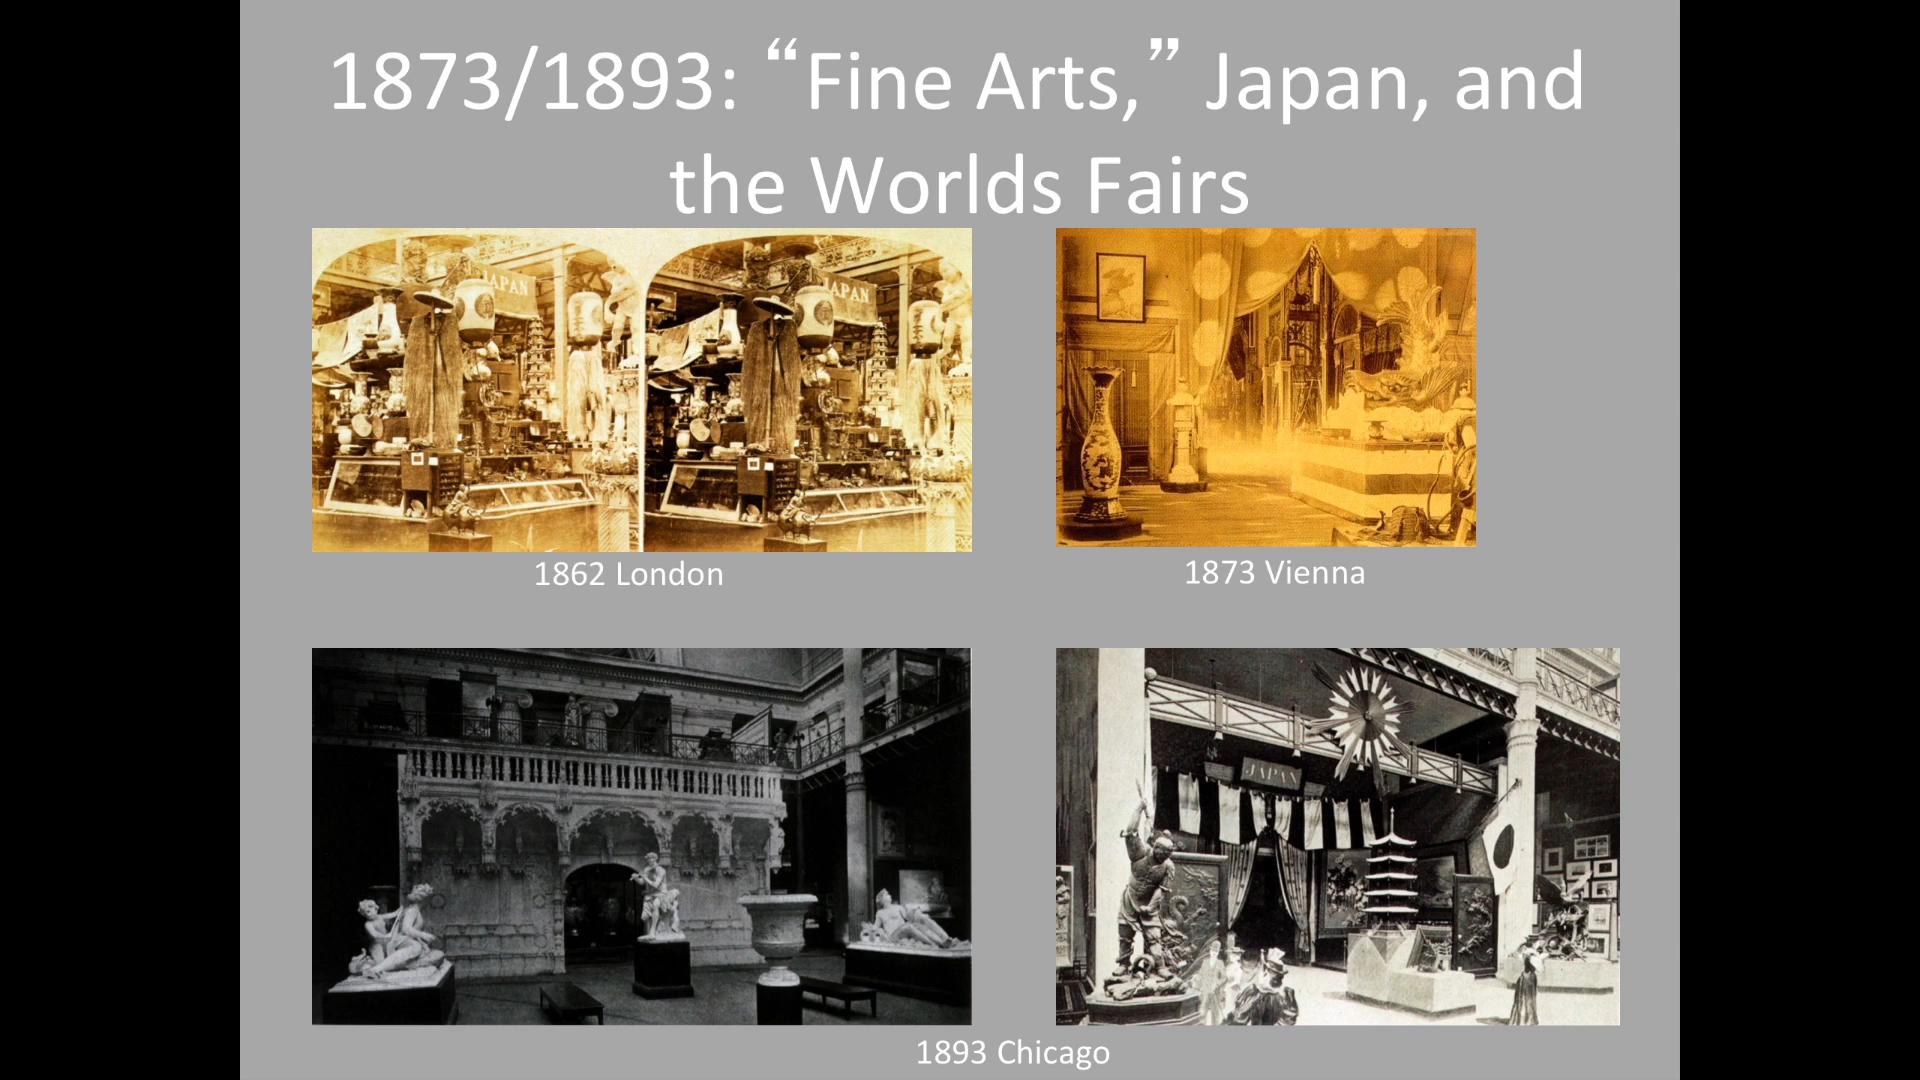 1873/1893: “Fine Arts,” Japan, and
the Worlds Fairs
JAPAN
JAPAN
1862 London
1873 Vienna
JAPAN
1893 Chicago